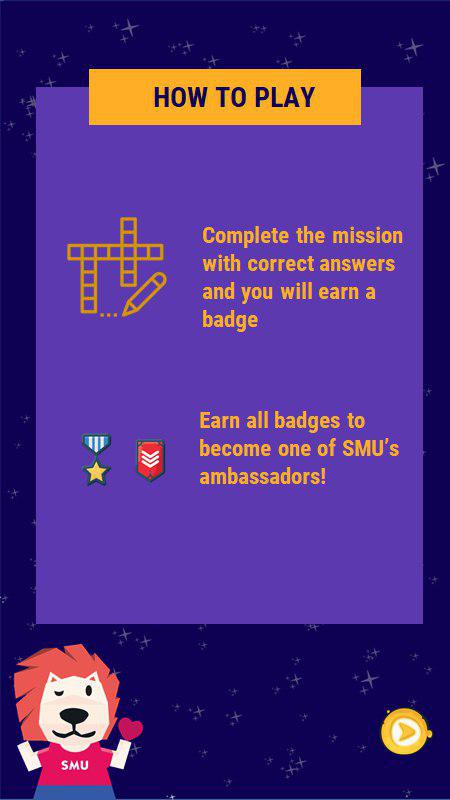 HOW TO PLAY
Complete the mission
with correct answers
and you will earn a
badge
Earn all badges to
become one of SMU's
ambassadors!
SMU